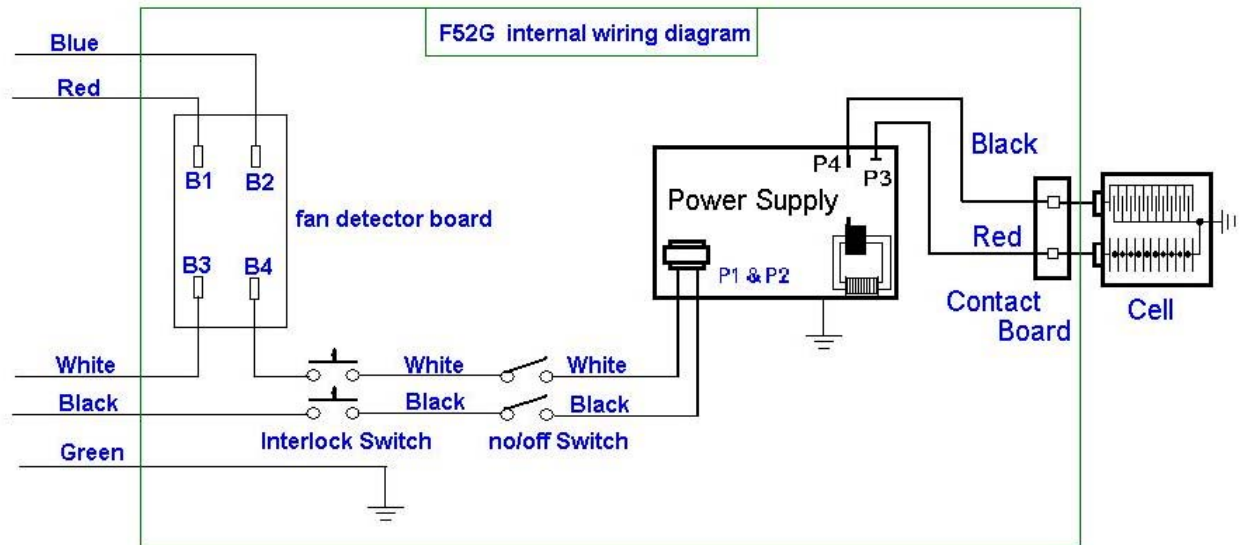 F52G internal wiring diagram
Blue
Red
B1
B2
fan detector board
B3
B4
P4
P3
Power Supply
P1 & P2
Black
Red
Contact
Board
Cell
White
White
White
Black
Black
Black
Interlock Switch
no/off Switch
Green